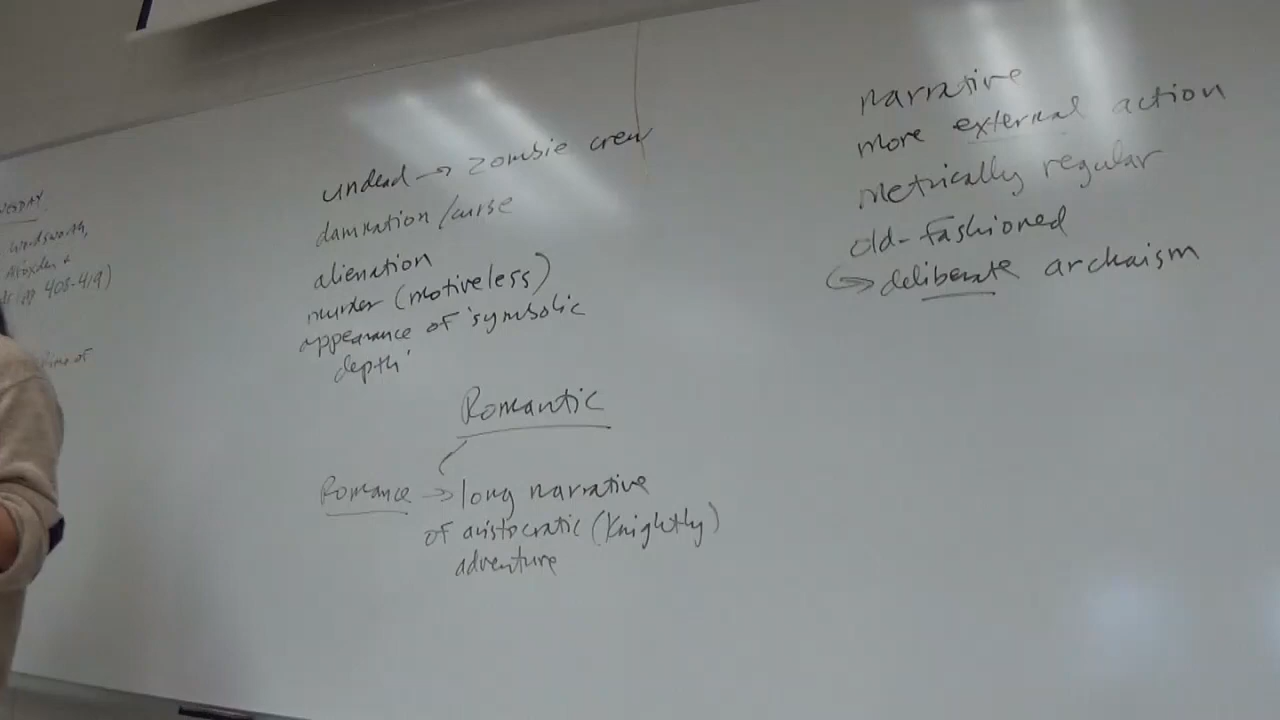 Wordsworth,
408-419)
undead → zombie crew
damnation/curse
alienation
murder (motiveless)
appearance of 'symbolic
depth'
Romantic
Romance → long narrative
of aristocratic (Knightly)
adventure
narrative
more external action
metrically regular
old-fashioned
↪ deliberate archaism